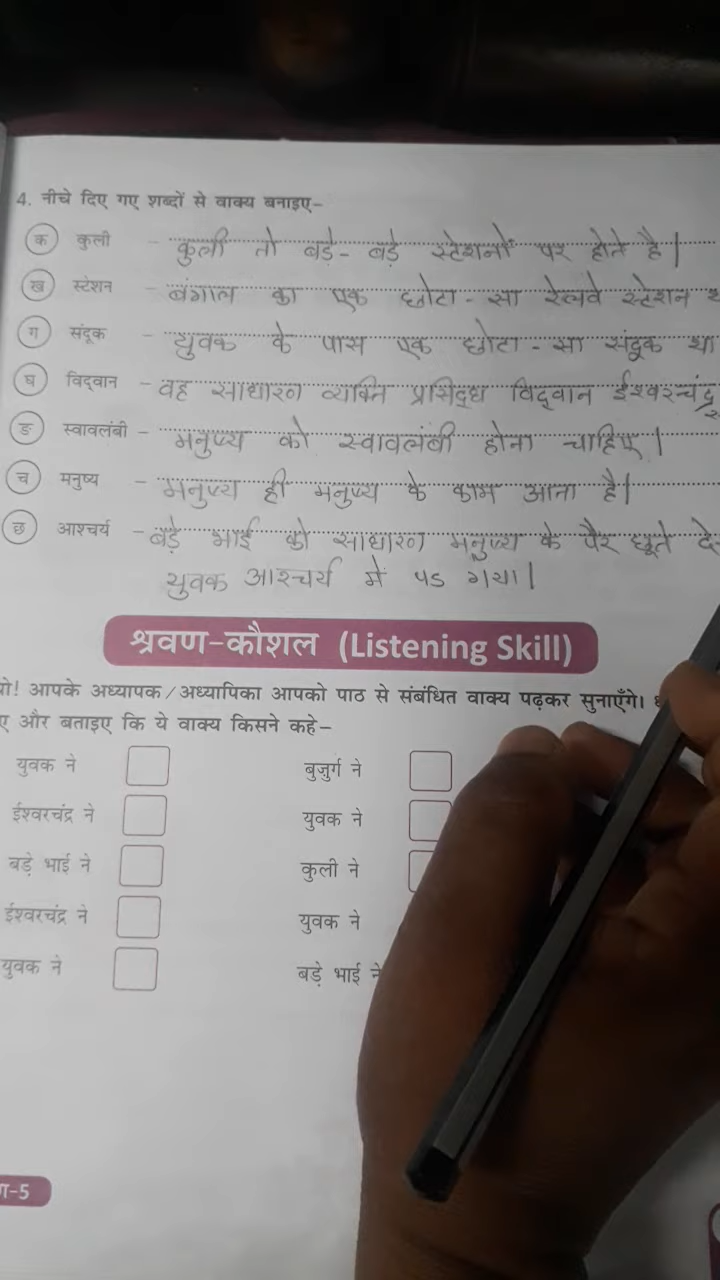 4. नीचे दिए गए शब्दों से वाक्य बनाइए-
क कुली - कुली तो बड़े-बड़े स्टेशनों पर होते है।
ख स्टेशन - बंगाल का एक छोटा-सा रेलवे स्टेशन
ग संदूक - युवक के पास एक छोटा-सा संदूक था
घ विद्वान - वह साधारण व्यक्ति प्रसिद्ध विद्वान ईश्वरचंद्र
ङ स्वावलंबी - मनुष्य को स्वावलंबी होना चाहिए।
च मनुष्य - मनुष्य ही मनुष्य के काम आता है।
छ आश्चर्य - बड़े भाई को साधारण मनुष्य के पैर छूते
युवक आश्चर्य में पड गया।
श्रवण-कौशल (Listening Skill)
आपके अध्यापक/अध्यापिका आपको पाठ से संबंधित वाक्य पढ़कर सुनाएँगे।
और बताइए कि ये वाक्य किसने कहे-
युवक ने बुज़ुर्ग ने
ईश्वरचंद्र ने युवक ने
बड़े भाई ने कुली ने
ईश्वरचंद्र ने युवक ने
युवक ने बड़े भाई ने
-5